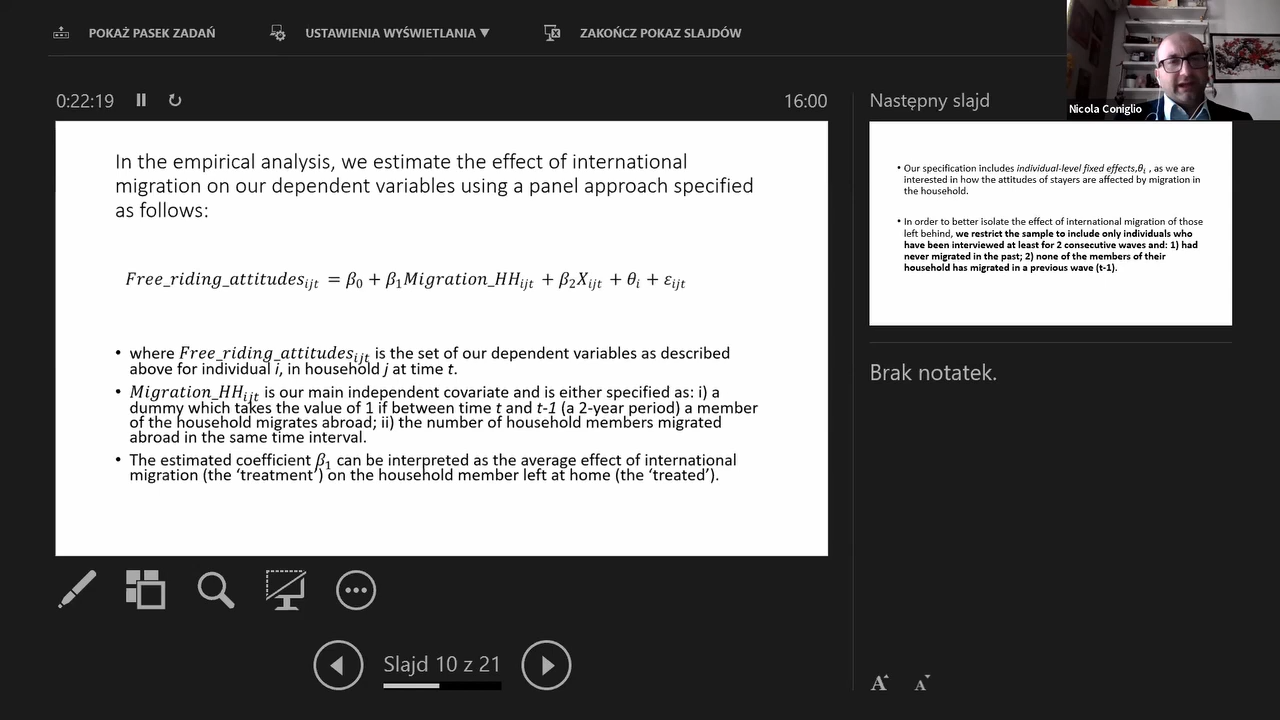 POKAŻ PASEK ZADAŃ
USTAWIENIA WYŚWIETLANIA ▼
ZAKOŃCZ POKAZ SLAJDÓW
Nicola Coniglio
0:22:19
16:00
In the empirical analysis, we estimate the effect of international
migration on our dependent variables using a panel approach specified
as follows:
Free_riding_attitudesᵢⱼₜ = β₀ + β₁Migration_HHᵢⱼₜ + β₂Xᵢⱼₜ + θᵢ + εᵢⱼₜ
• where Free_riding_attitudesᵢⱼₜ is the set of our dependent variables as described
above for individual i, in household j at time t.
• Migration_HHᵢⱼₜ is our main independent covariate and is either specified as: i) a
dummy which takes the value of 1 if between time t and t-1 (a 2-year period) a member
of the household migrates abroad; ii) the number of household members migrated
abroad in the same time interval.
• The estimated coefficient β₁ can be interpreted as the average effect of international
migration (the ‘treatment’) on the household member left at home (the ‘treated’).
Slajd 10 z 21
Następny slajd
• Our specification includes individual-level fixed effects,θᵢ , as we are
interested in how the attitudes of stayers are affected by migration in
the household.
• In order to better isolate the effect of international migration of those
left behind, we restrict the sample to include only individuals who
have been interviewed at least for 2 consecutive waves and: 1) had
never migrated in the past; 2) none of the members of their
household has migrated in a previous wave (t-1).
Brak notatek.
A A